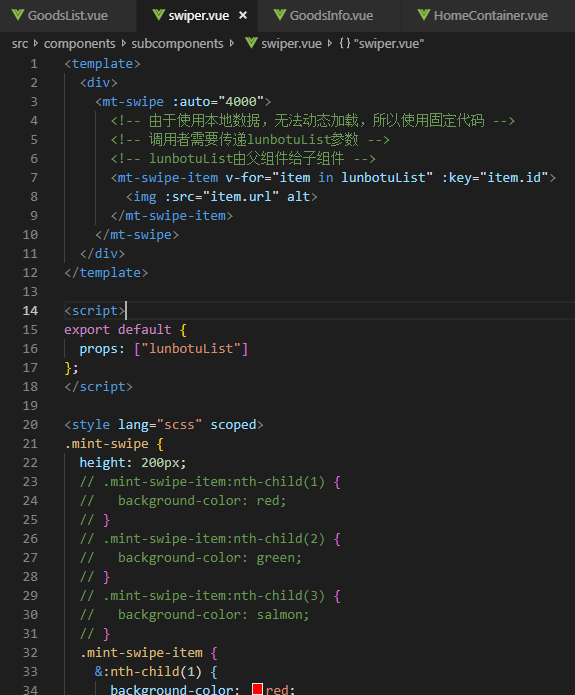 GoodsList.vue swiper.vue × GoodsInfo.vue HomeContainer.vue
src > components > subcomponents > swiper.vue > {} "swiper.vue"
1 <template>
2 <div>
3 <mt-swipe :auto="4000">
4 <!-- 由于使用本地数据，无法动态加载，所以使用固定代码 -->
5 <!-- 调用者需要传递lunbotuList参数 -->
6 <!-- lunbotuList由父组件给子组件 -->
7 <mt-swipe-item v-for="item in lunbotuList" :key="item.id">
8 <img :src="item.url" alt>
9 </mt-swipe-item>
10 </mt-swipe>
11 </div>
12 </template>
13
14 <script>
15 export default {
16 props: ["lunbotuList"]
17 };
18 </script>
19
20 <style lang="scss" scoped>
21 .mint-swipe {
22 height: 200px;
23 // .mint-swipe-item:nth-child(1) {
24 //   background-color: red;
25 // }
26 // .mint-swipe-item:nth-child(2) {
27 //   background-color: green;
28 // }
29 // .mint-swipe-item:nth-child(3) {
30 //   background-color: salmon;
31 // }
32 .mint-swipe-item {
33 &:nth-child(1) {
34 background-color: red;